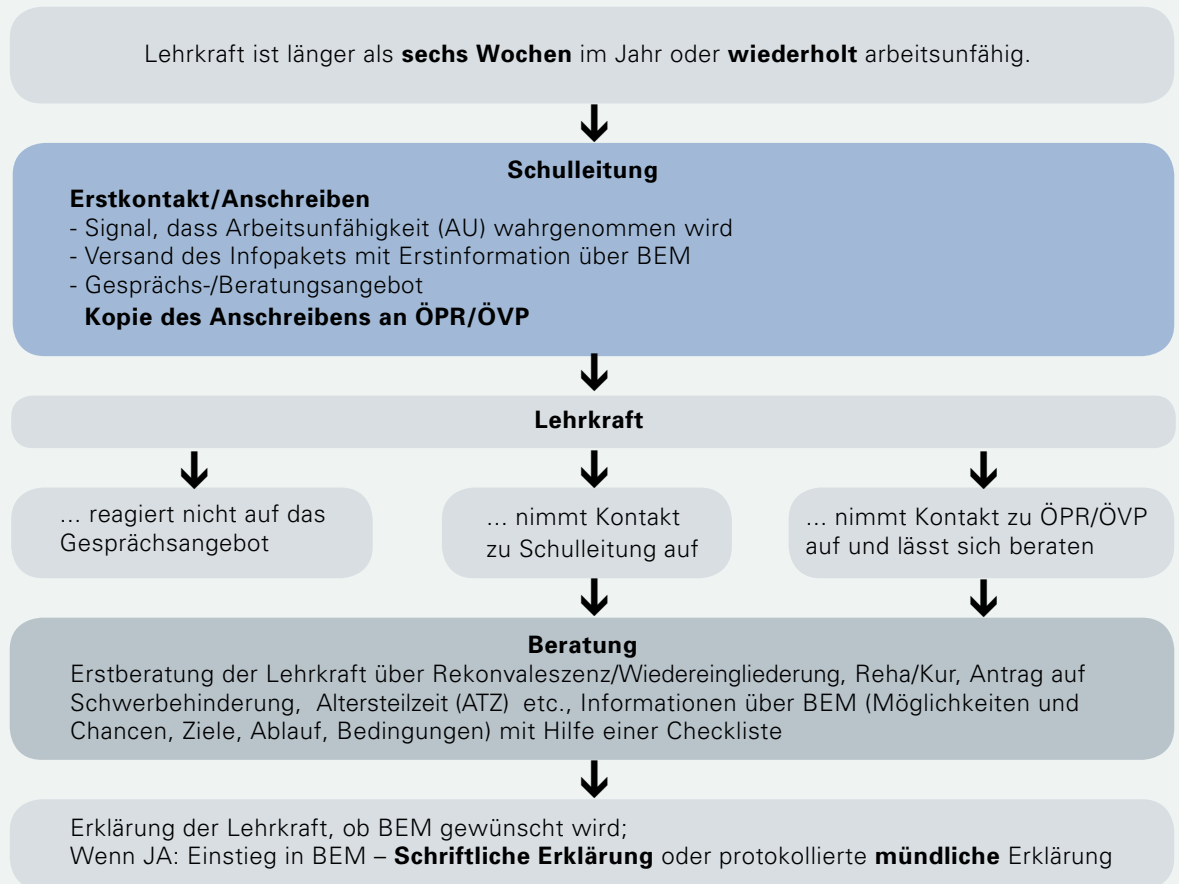 Lehrkraft ist länger als sechs Wochen im Jahr oder wiederholt arbeitsunfähig.
Schulleitung
Erstkontakt/Anschreiben
- Signal, dass Arbeitsunfähigkeit (AU) wahrgenommen wird
- Versand des Infopakets mit Erstinformation über BEM
- Gesprächs-/Beratungsangebot
Kopie des Anschreibens an ÖPR/ÖVP
Lehrkraft
... reagiert nicht auf das
Gesprächsangebot
... nimmt Kontakt
zu Schulleitung auf
... nimmt Kontakt zu ÖPR/ÖVP
auf und lässt sich beraten
Beratung
Erstberatung der Lehrkraft über Rekonvaleszenz/Wiedereingliederung, Reha/Kur, Antrag auf
Schwerbehinderung, Altersteilzeit (ATZ) etc., Informationen über BEM (Möglichkeiten und
Chancen, Ziele, Ablauf, Bedingungen) mit Hilfe einer Checkliste
Erklärung der Lehrkraft, ob BEM gewünscht wird;
Wenn JA: Einstieg in BEM – Schriftliche Erklärung oder protokollierte mündliche Erklärung